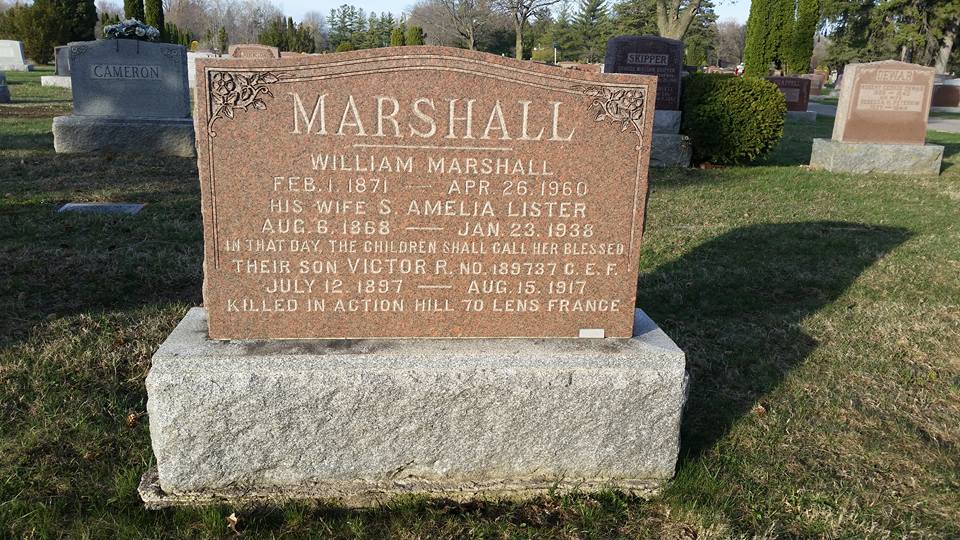 MARSHALL
WILLIAM MARSHALL
FEB. 1. 1871 — APR. 26. 1960
HIS WIFE S. AMELIA LISTER
AUG. 6. 1868 — JAN. 23. 1938
IN THAT DAY, THE CHILDREN SHALL CALL HER BLESSED
THEIR SON VICTOR R. NO. 189737 C. E. F.
JULY 12. 1897 — AUG. 15. 1917
KILLED IN ACTION HILL 70 LENS FRANCE
CAMERON
SKIPPER